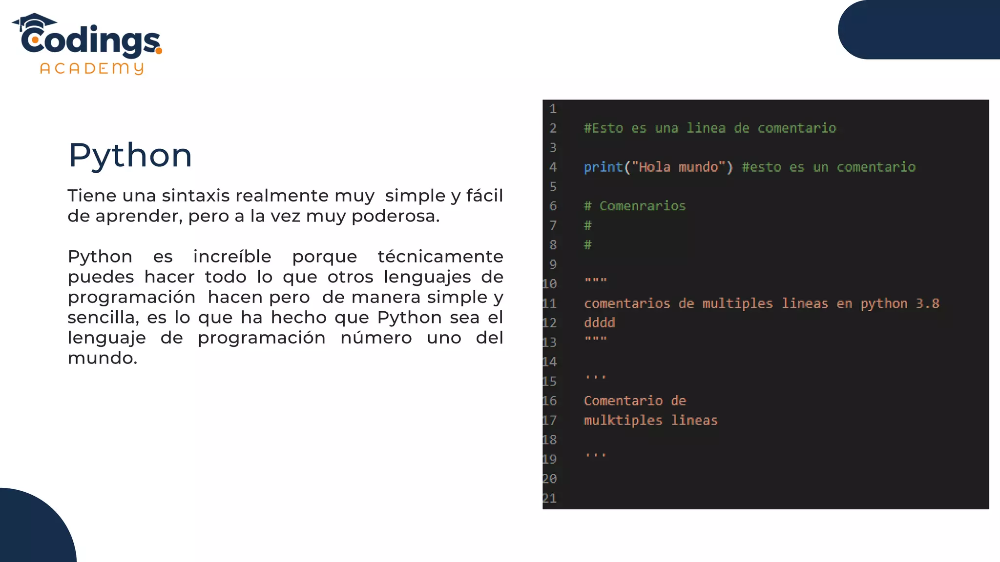 Codings.
ACADEMY
Python
Tiene una sintaxis realmente muy  simple y fácil
de aprender, pero a la vez muy poderosa.
Python es increíble porque técnicamente
puedes hacer todo lo que otros lenguajes de
programación  hacen pero  de manera simple y
sencilla, es lo que ha hecho que Python sea el
lenguaje de programación número uno del
mundo.
1
2 #Esto es una linea de comentario
3
4 print("Hola mundo") #esto es un comentario
5
6 # Comenrarios
7 #
8 #
9
10 """
11 comentarios de multiples lineas en python 3.8
12 dddd
13 """
14
15 '''
16 Comentario de
17 mulktiples lineas
18
19 '''
20
21